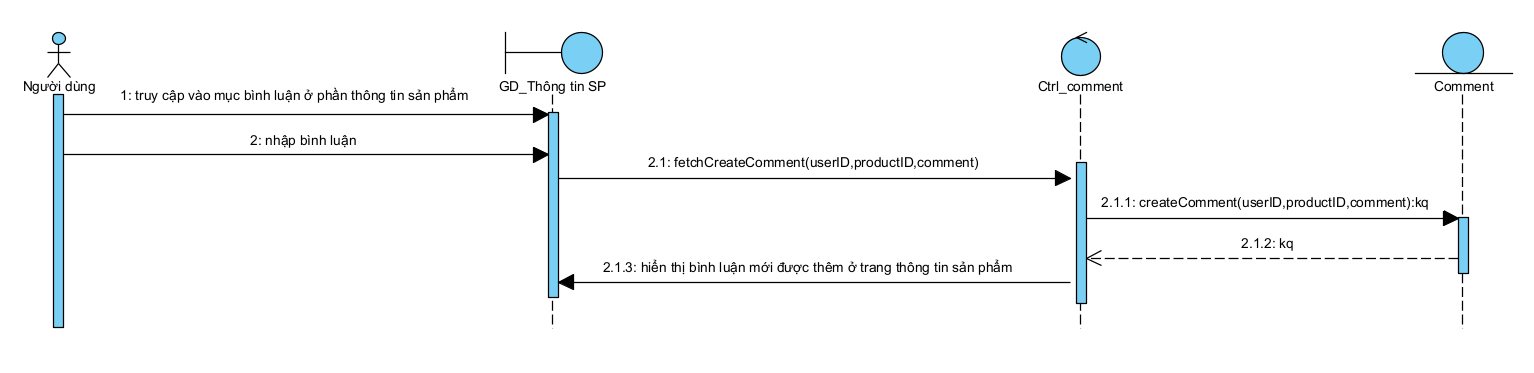 Người dùng
GD_Thông tin SP
Ctrl_comment
Comment
1: truy cập vào mục bình luận ở phần thông tin sản phẩm
2: nhập bình luận
2.1: fetchCreateComment(userID,productID,comment)
2.1.1: createComment(userID,productID,comment):kq
2.1.2: kq
2.1.3: hiển thị bình luận mới được thêm ở trang thông tin sản phẩm